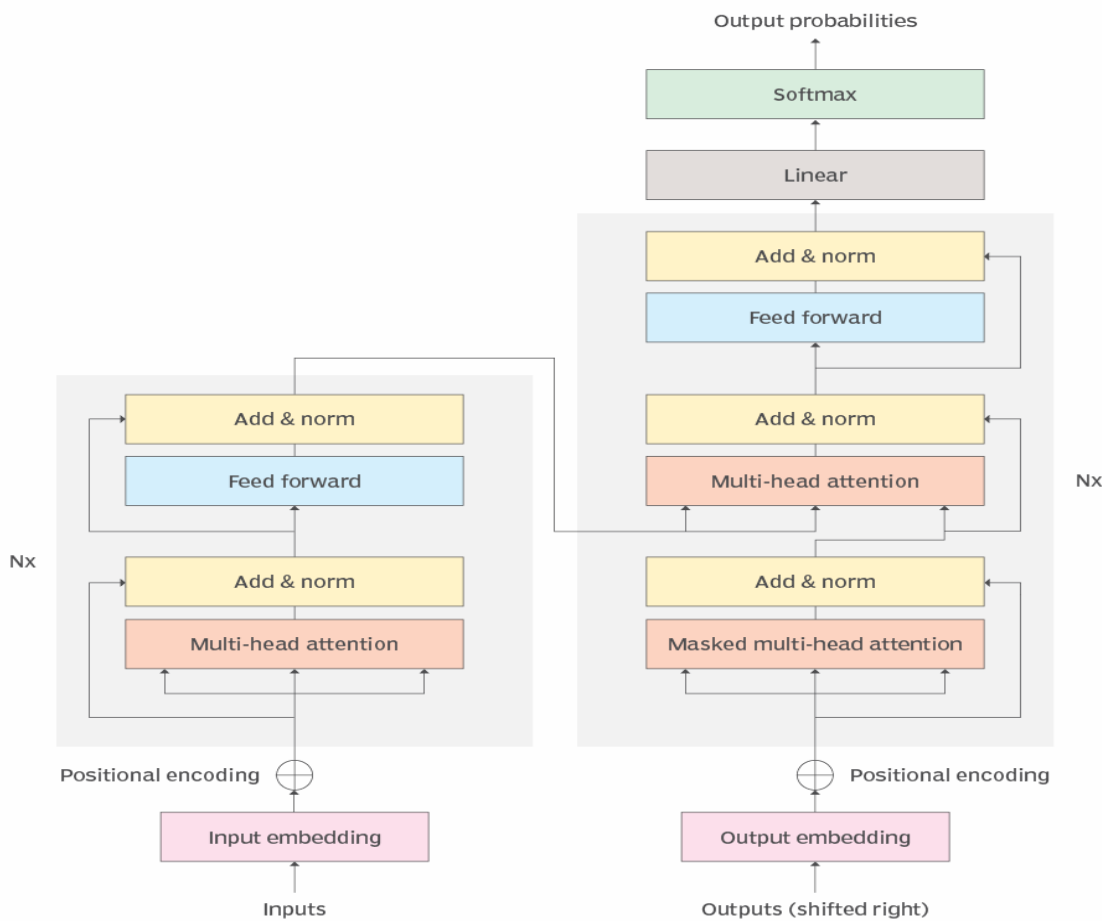 Output probabilities
Softmax
Linear
Add & norm
Feed forward
Add & norm
Multi-head attention
Nx
Add & norm
Masked multi-head attention
Positional encoding
Output embedding
Outputs (shifted right)
Add & norm
Feed forward
Nx
Add & norm
Multi-head attention
Positional encoding
Input embedding
Inputs